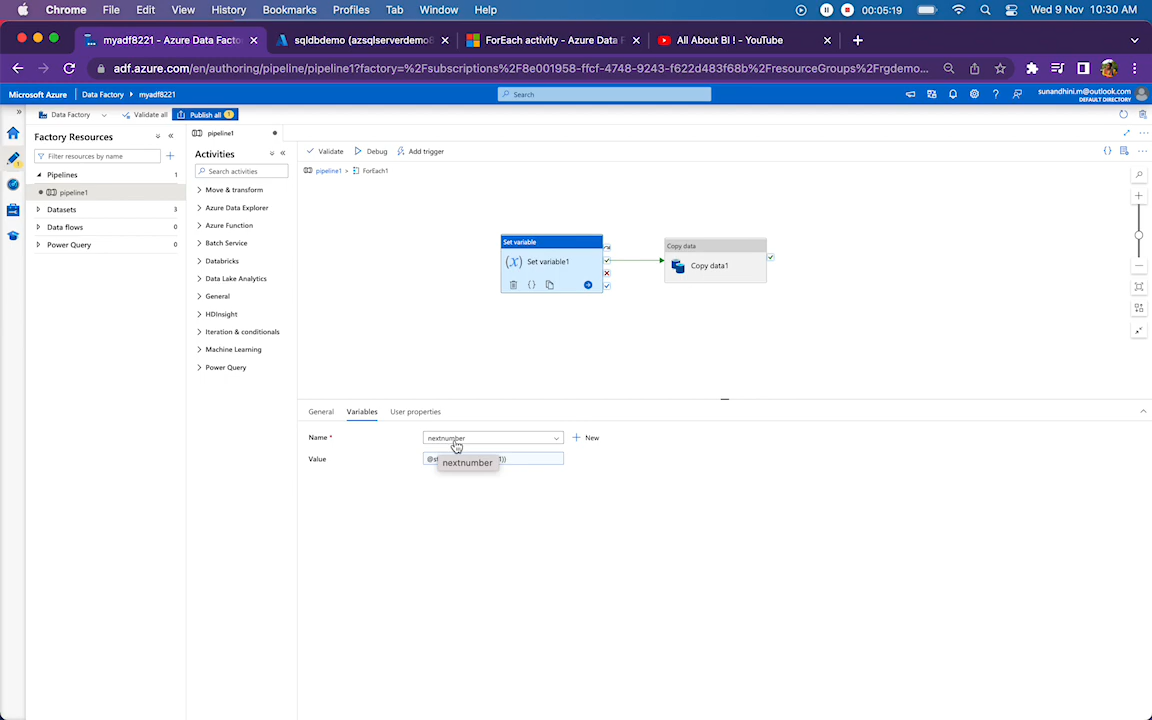 Chrome File Edit View History Bookmarks Profiles Tab Window Help 00:05:19 Wed 9 Nov 10:30 AM
myadf8221 - Azure Data Facto sqldbdemo (azsqlserverdemo8 ForEach activity - Azure Data F All About BI ! - YouTube
adf.azure.com/en/authoring/pipeline/pipeline1?factory=%2Fsubscriptions%2F8e001958-ffcf-4748-9243-f622d483f68b%2FresourceGroups%2Frgdemo...
Microsoft Azure Data Factory myadf8221 Search sunandhini.m@outlook.com
DEFAULT DIRECTORY
Data Factory Validate all Publish all 1
Factory Resources
Filter resources by name
Pipelines 1
pipeline1
Datasets 3
Data flows 0
Power Query 0
pipeline1
Activities
Search activities
Move & transform
Azure Data Explorer
Azure Function
Batch Service
Databricks
Data Lake Analytics
General
HDInsight
Iteration & conditionals
Machine Learning
Power Query
Validate Debug Add trigger
pipeline1 > ForEach1
Set variable
Set variable1
Copy data
Copy data1
General Variables User properties
Name * nextnumber New
Value
nextnumber